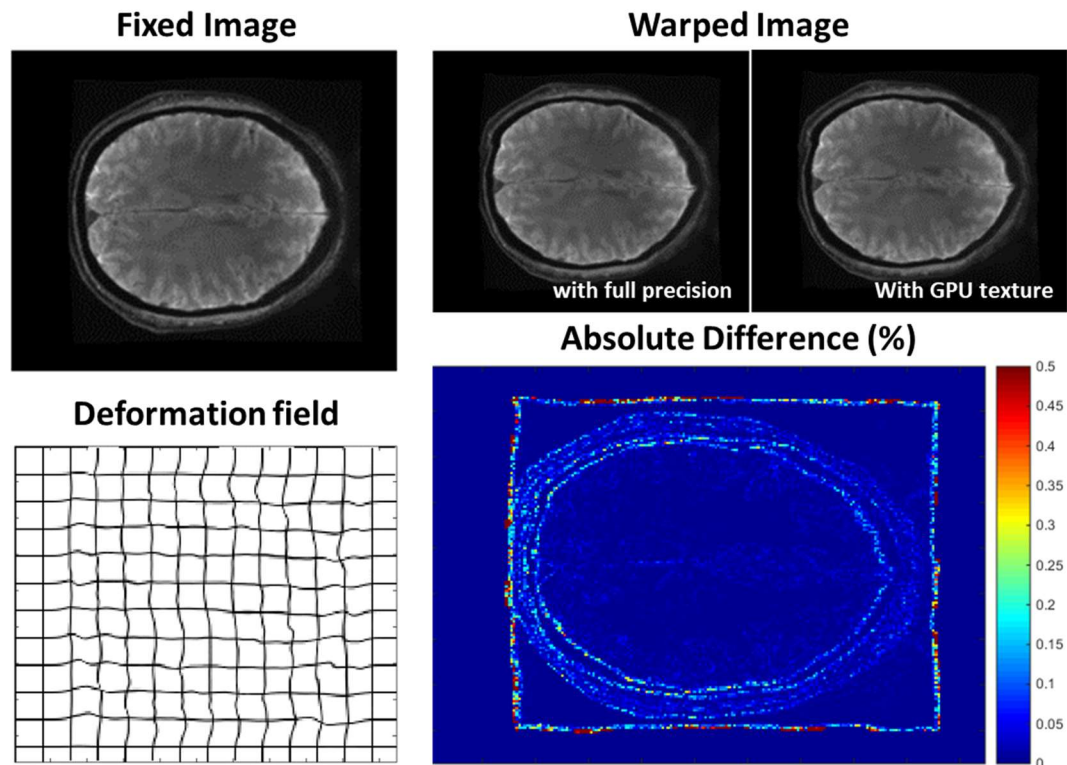 Fixed Image
Warped Image
with full precision
With GPU texture
Absolute Difference (%)
Deformation field
0.5
0.45
0.4
0.35
0.3
0.25
0.2
0.15
0.1
0.05
0